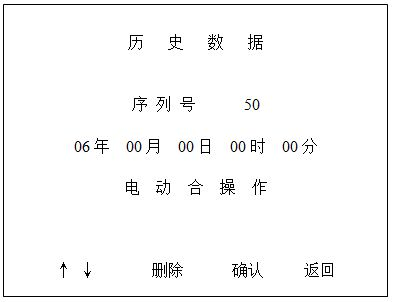 历 史 数 据
序 列 号 50
06年 00月 00日 00时 00分
电 动 合 操 作
↑ ↓ 删除 确认 返回